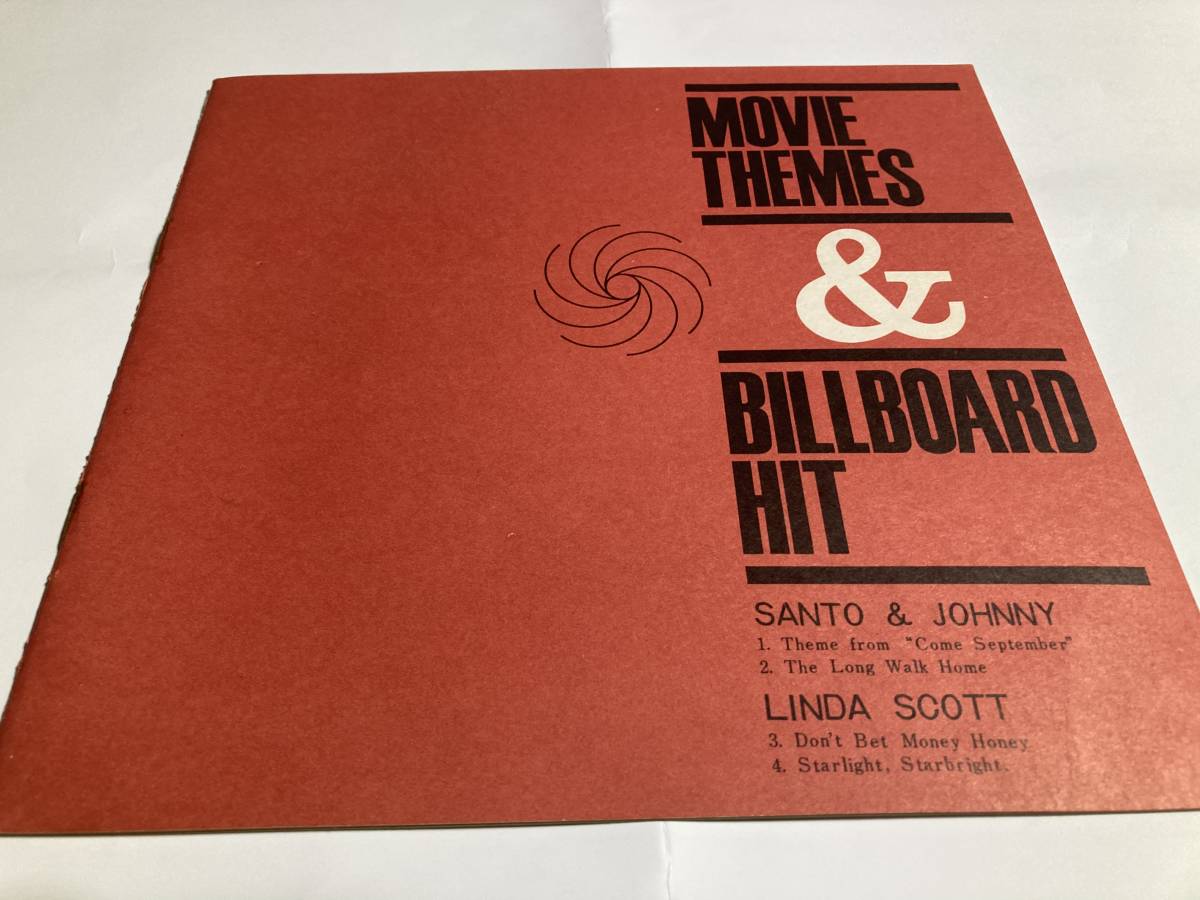 MOVIE
THEMES
&
BILLBOARD
HIT
SANTO & JOHNNY
1. Theme from "Come September"
2. The Long Walk Home
LINDA SCOTT
3. Don't Bet Money Honey
4. Starlight, Starbright.